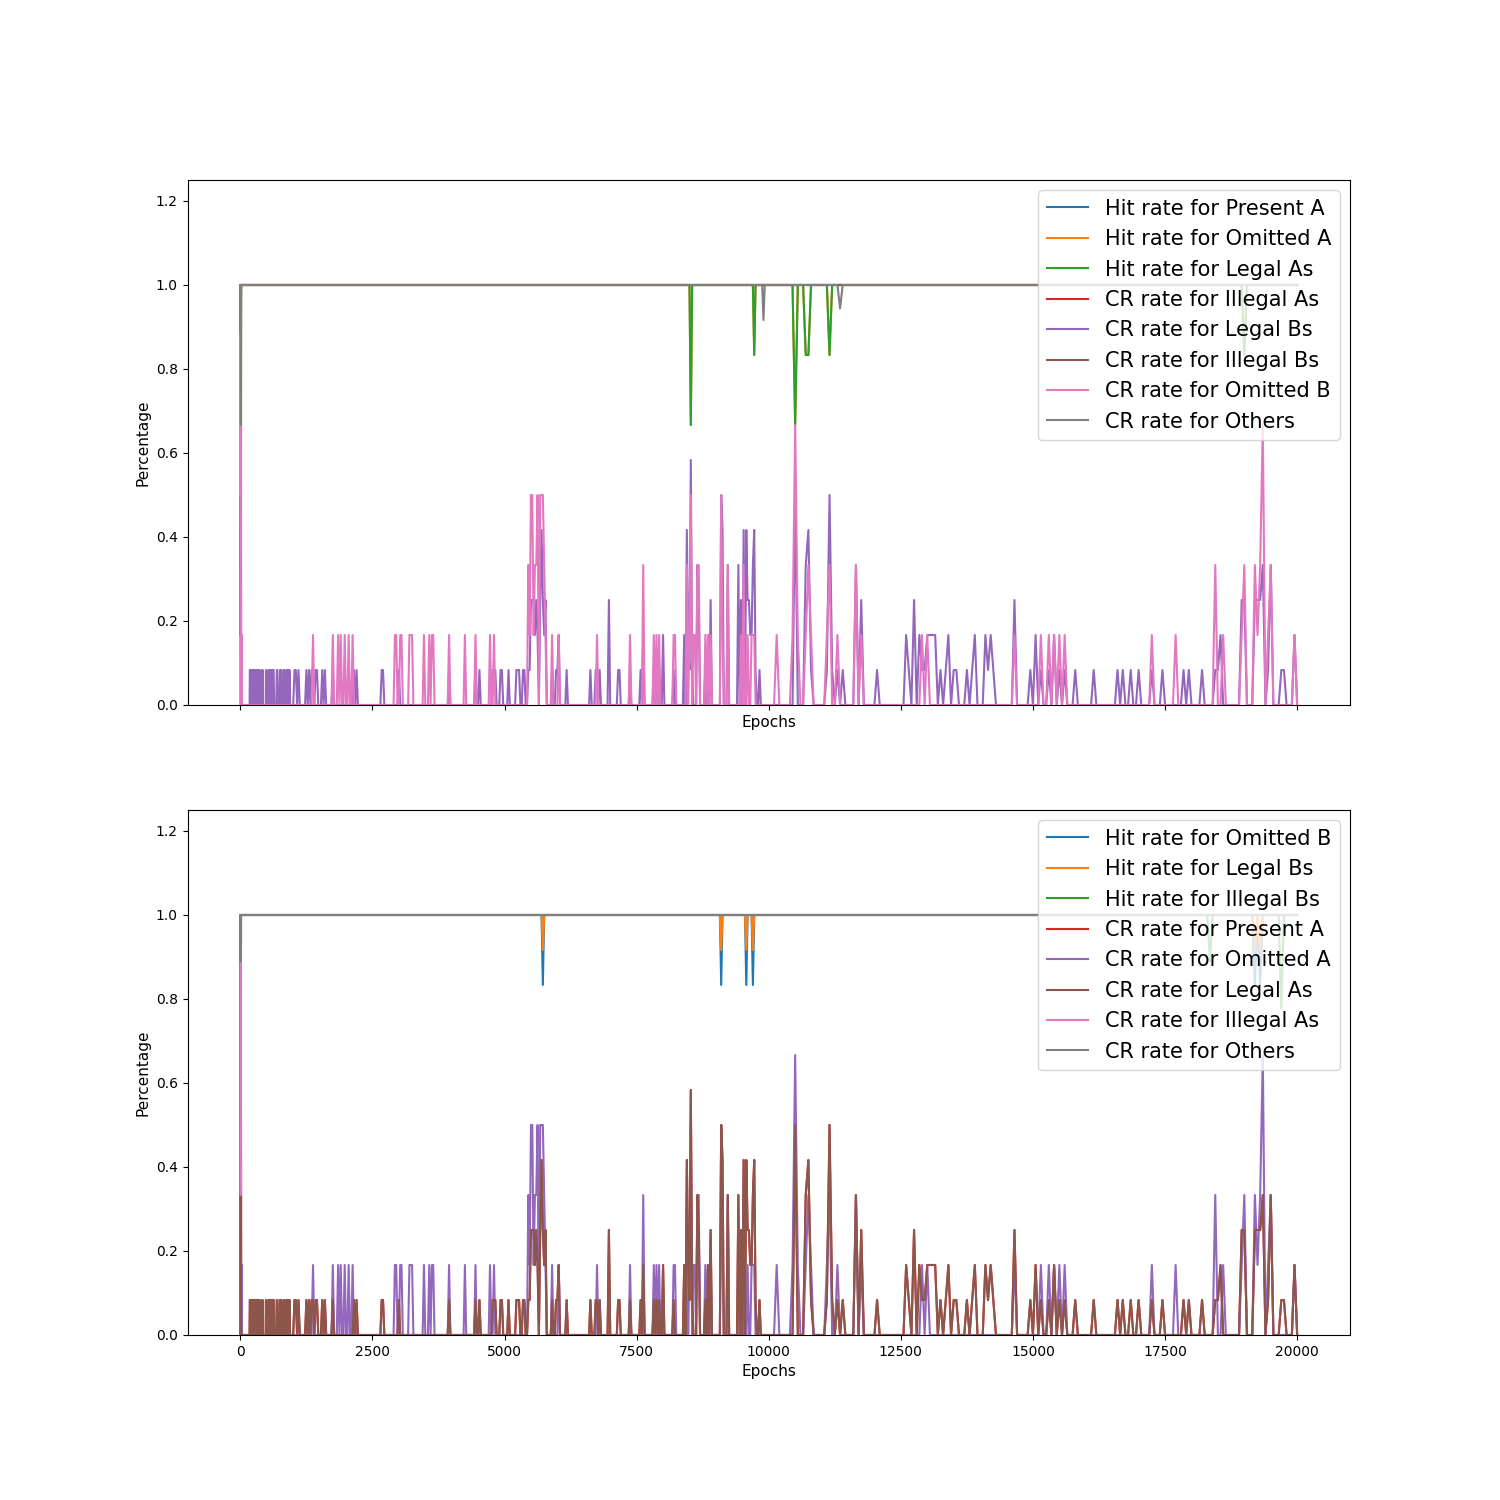 1.2
1.0
0.8
0.6
0.4
0.2
0.0
Percentage
Epochs
Hit rate for Present A
Hit rate for Omitted A
Hit rate for Legal As
CR rate for Illegal As
CR rate for Legal Bs
CR rate for Illegal Bs
CR rate for Omitted B
CR rate for Others
1.2
1.0
0.8
0.6
0.4
0.2
0.0
Percentage
Hit rate for Omitted B
Hit rate for Legal Bs
Hit rate for Illegal Bs
CR rate for Present A
CR rate for Omitted A
CR rate for Legal As
CR rate for Illegal As
CR rate for Others
0 2500 5000 7500 10000 12500 15000 17500 20000
Epochs